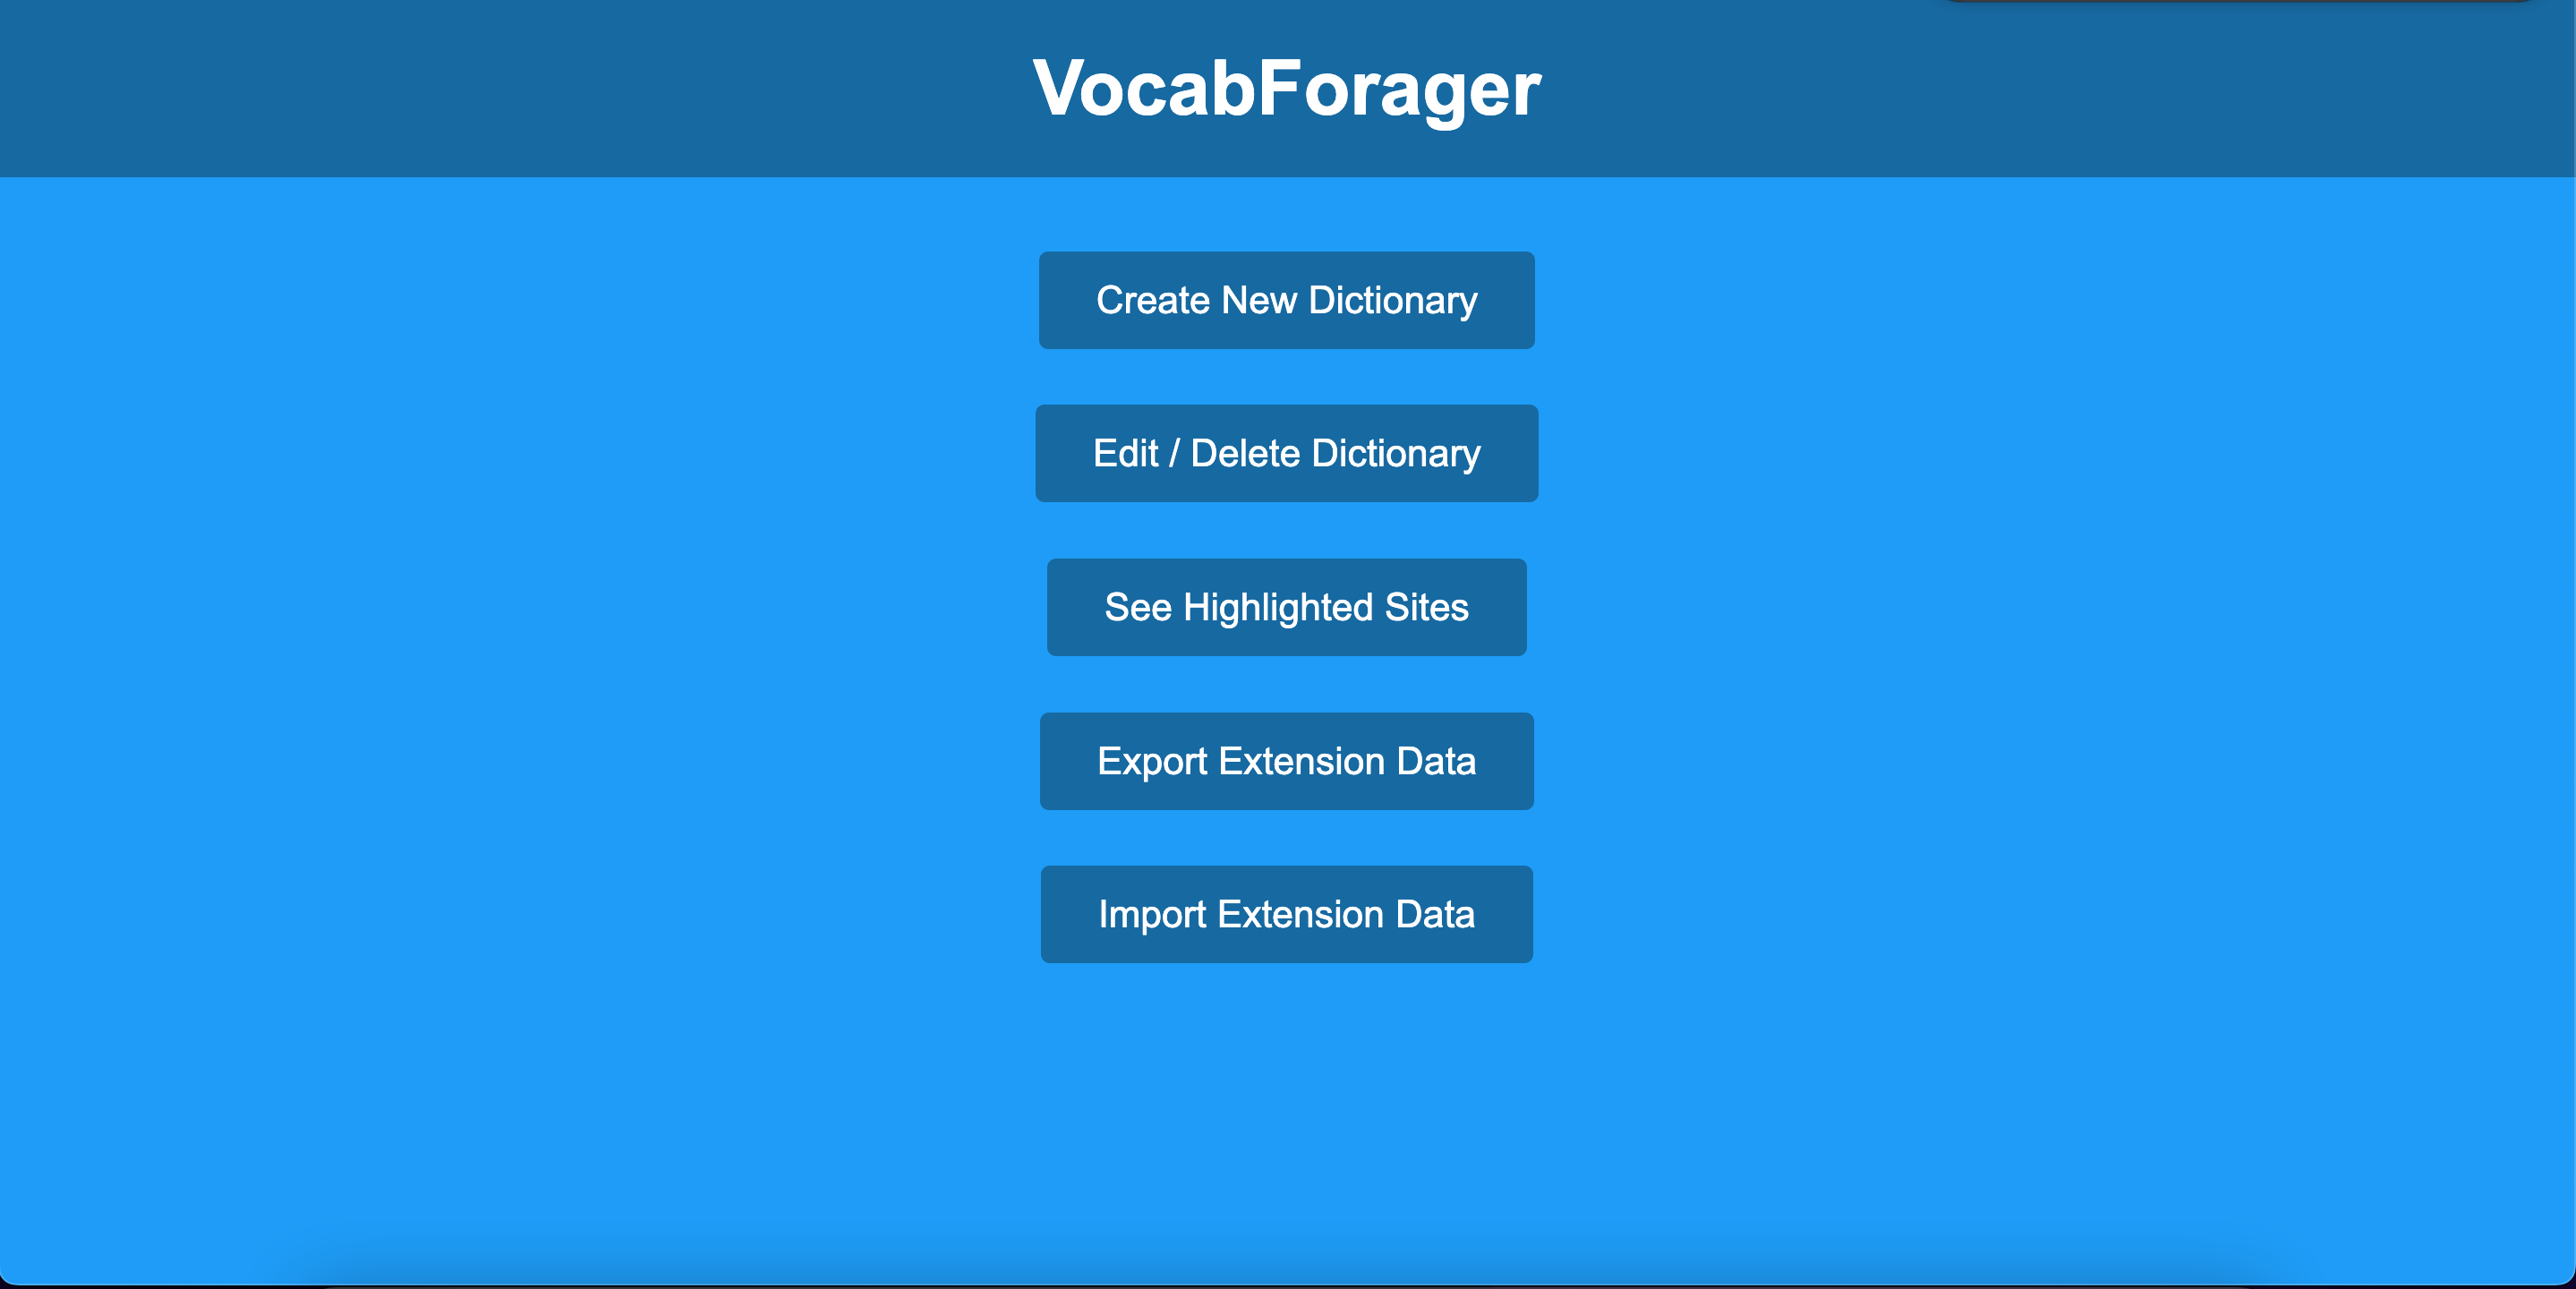 VocabForager
Create New Dictionary
Edit / Delete Dictionary
See Highlighted Sites
Export Extension Data
Import Extension Data